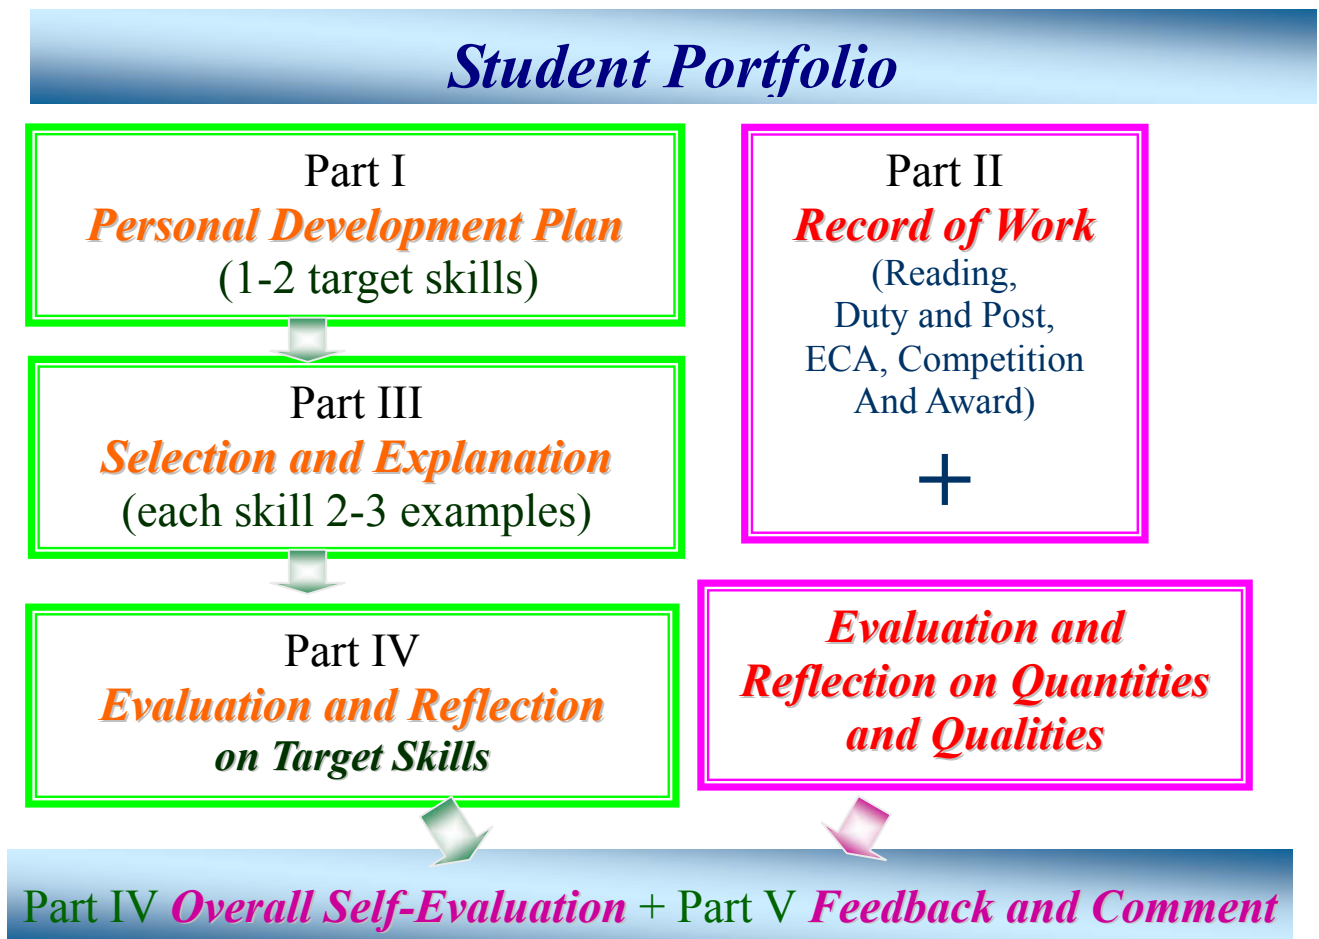 Student Portfolio
Part I
Personal Development Plan
(1-2 target skills)
Part III
Selection and Explanation
(each skill 2-3 examples)
Part IV
Evaluation and Reflection
on Target Skills
Part II
Record of Work
(Reading,
Duty and Post,
ECA, Competition
And Award)
+
Evaluation and
Reflection on Quantities
and Qualities
Part IV Overall Self-Evaluation + Part V Feedback and Comment